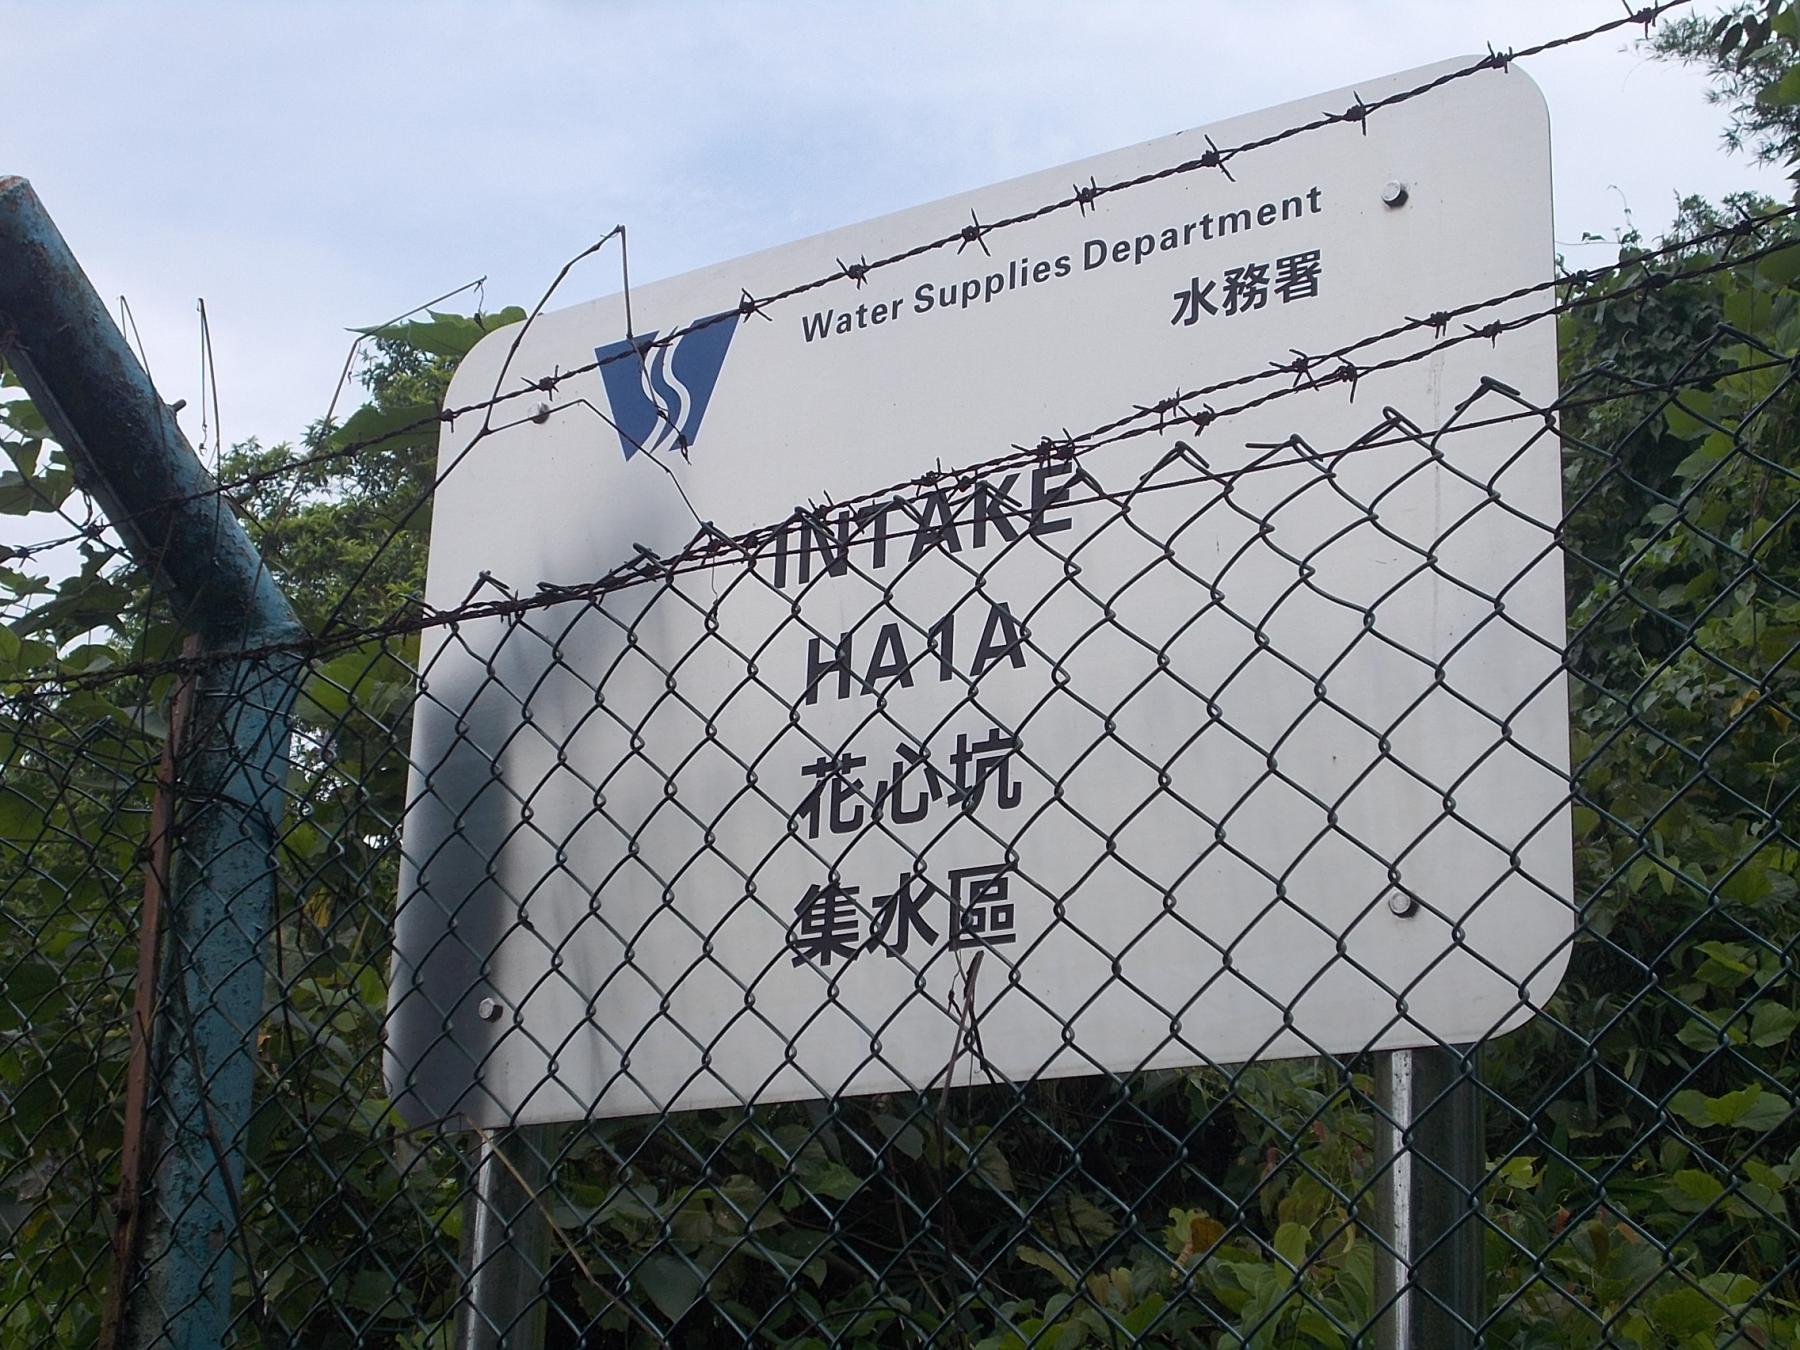 Water Supplies Department
水務署
INTAKE
HA1A
花心坑
集水區